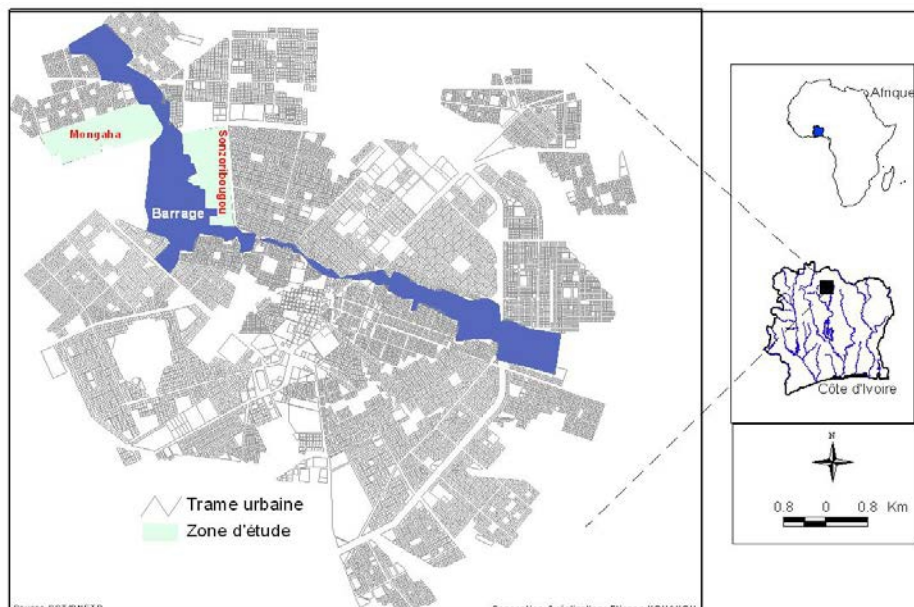 Mongaha
Sonzoribougou
Barrage
Trame urbaine
Zone d'étude
Afrique
Côte d'Ivoire
N
0.8 0 0.8 Km